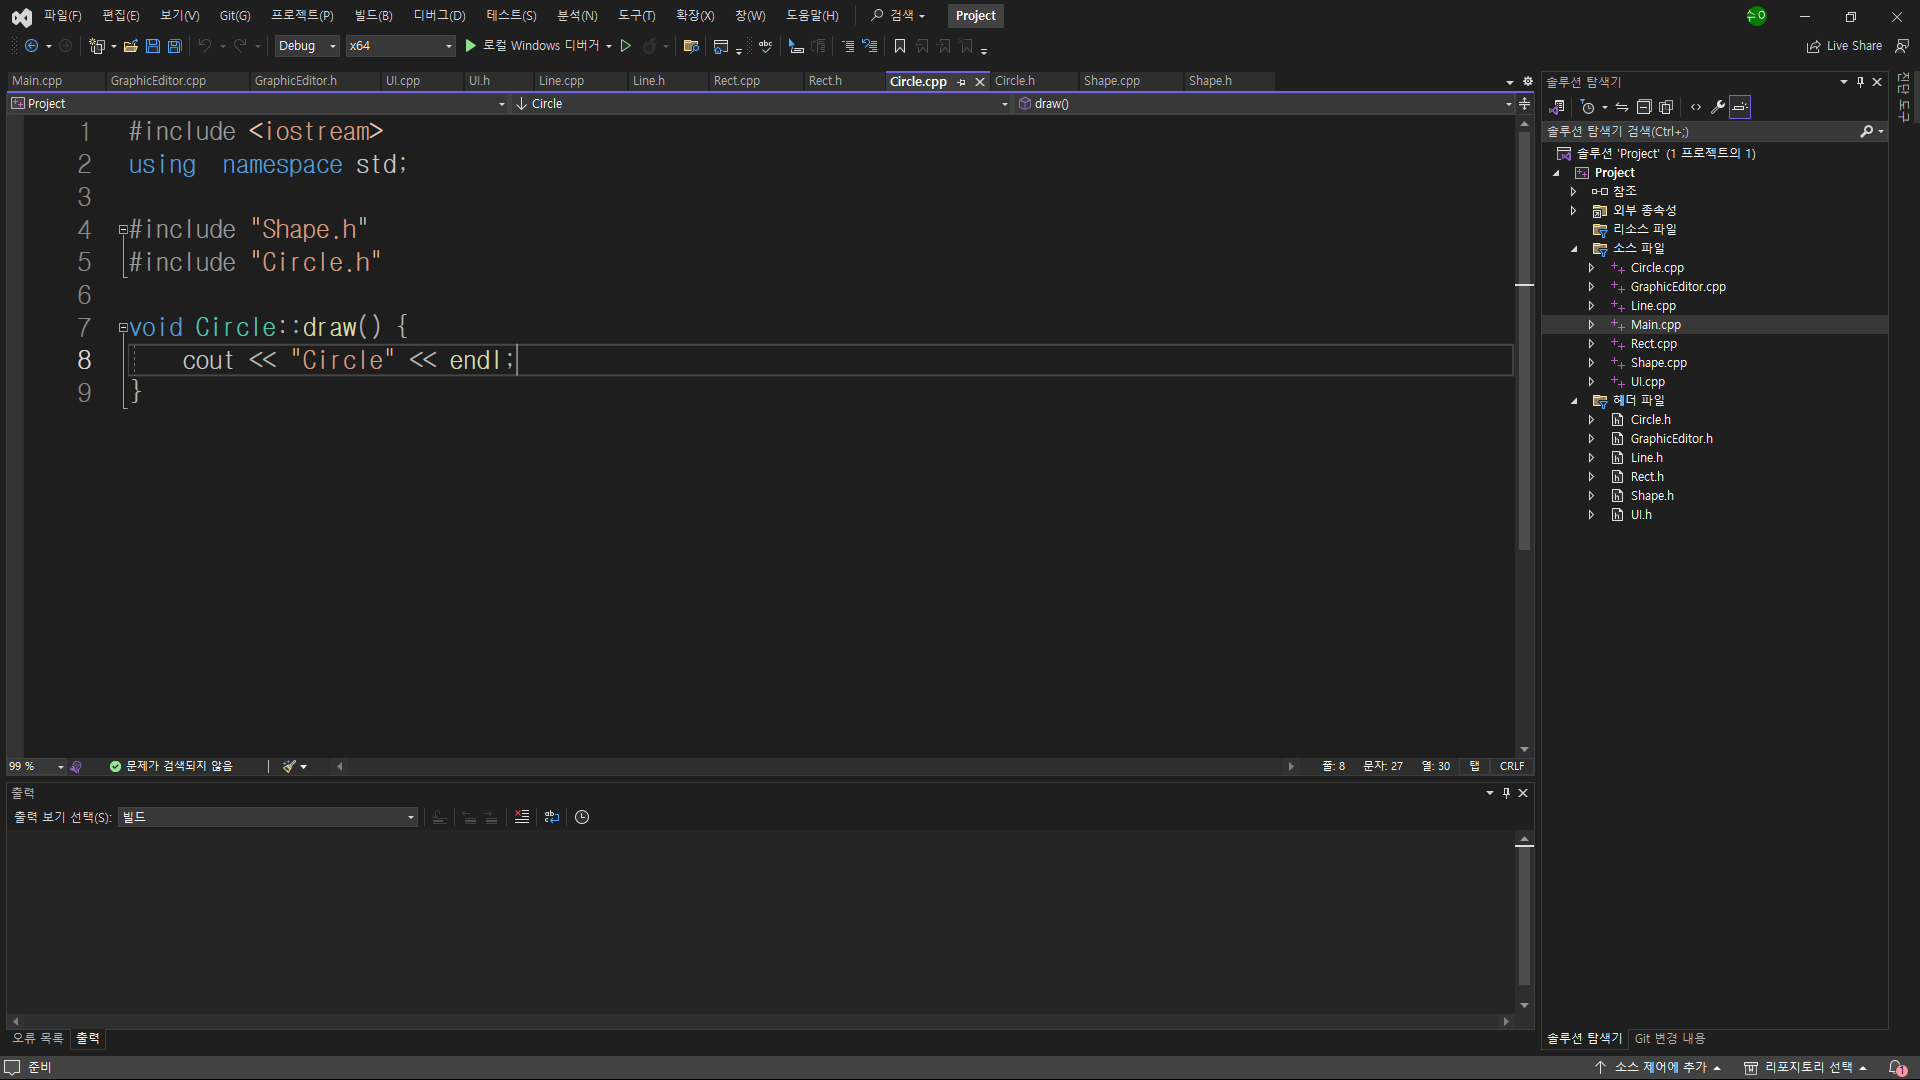 파일(F) 편집(E) 보기(V) Git(G) 프로젝트(P) 빌드(B) 디버그(D) 테스트(S) 분석(N) 도구(T) 확장(X) 창(W) 도움말(H) 검색 Project
Debug x64 로컬 Windows 디버거 Live Share
Main.cpp GraphicEditor.cpp GraphicEditor.h UI.cpp UI.h Line.cpp Line.h Rect.cpp Rect.h Circle.cpp Circle.h Shape.cpp Shape.h
Project Circle draw()
1 #include <iostream>
2 using namespace std;
3
4 #include "Shape.h"
5 #include "Circle.h"
6
7 void Circle::draw() {
8 cout << "Circle" << endl;
9 }
99 % 문제가 검색되지 않음 줄: 8 문자: 27 열: 30 탭 CRLF
출력
출력 보기 선택(S): 빌드
오류 목록 출력
솔루션 탐색기
솔루션 탐색기 검색(Ctrl+;)
솔루션 'Project' (1 프로젝트의 1)
Project
참조
외부 종속성
리소스 파일
소스 파일
Circle.cpp
GraphicEditor.cpp
Line.cpp
Main.cpp
Rect.cpp
Shape.cpp
UI.cpp
헤더 파일
Circle.h
GraphicEditor.h
Line.h
Rect.h
Shape.h
UI.h
솔루션 탐색기 Git 변경 내용
진단 도구
준비 소스 제어에 추가 리포지토리 선택 1